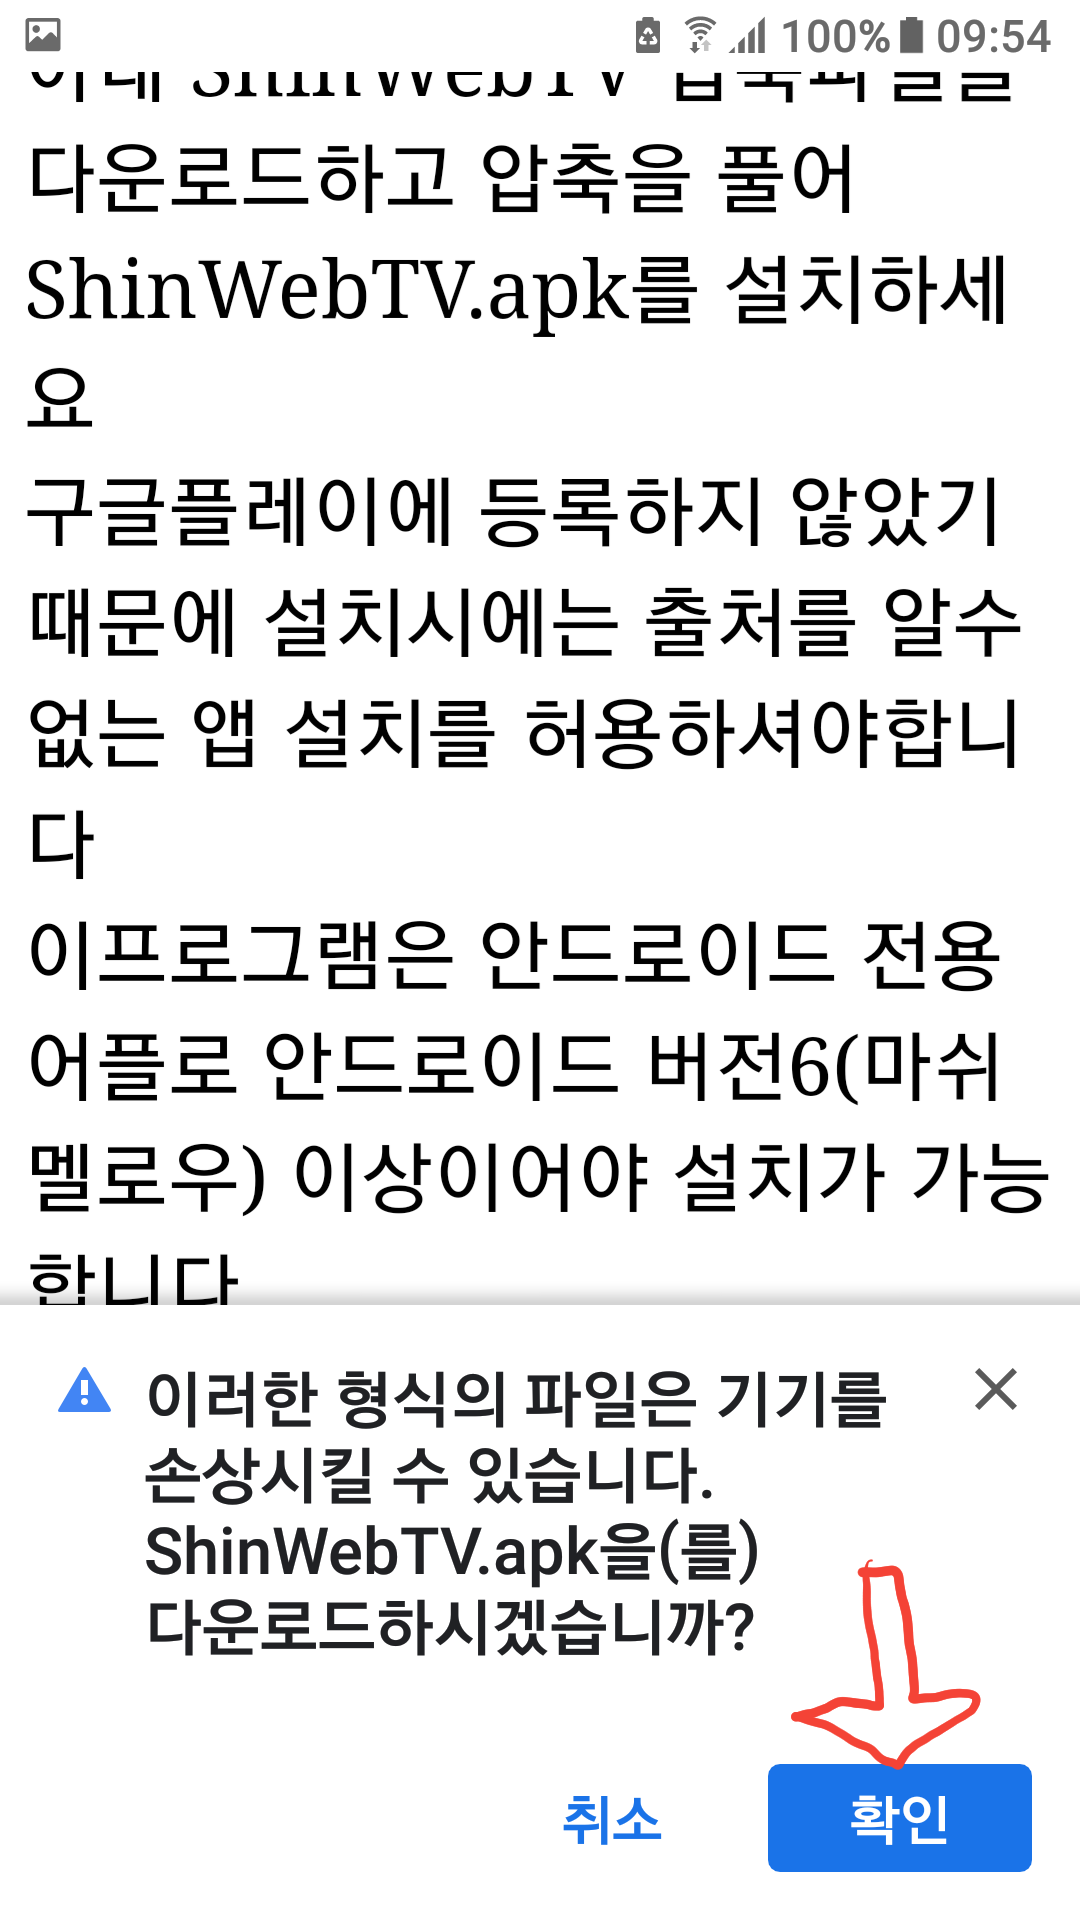 100% 09:54
ShinWebTV 압축파일을
다운로드하고 압축을 풀어
ShinWebTV.apk를 설치하세
요
구글플레이에 등록하지 않았기
때문에 설치시에는 출처를 알수
없는 앱 설치를 허용하셔야합니
다
이프로그램은 안드로이드 전용
어플로 안드로이드 버전6(마쉬
멜로우) 이상이어야 설치가 가능
합니다
이러한 형식의 파일은 기기를
손상시킬 수 있습니다.
ShinWebTV.apk을(를)
다운로드하시겠습니까?
취소 확인